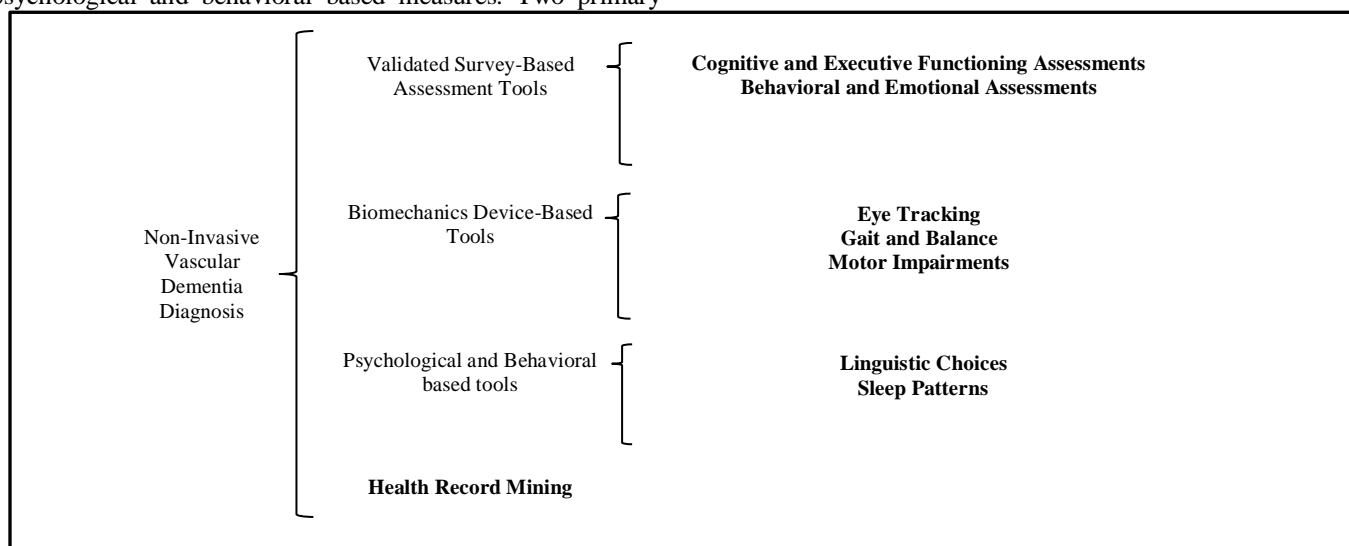 psychological and behavioral based measures. Two primary
Validated Survey-Based
Assessment Tools
Cognitive and Executive Functioning Assessments
Behavioral and Emotional Assessments
Biomechanics Device-Based
Tools
Eye Tracking
Gait and Balance
Motor Impairments
Non-Invasive
Vascular
Dementia
Diagnosis
Psychological and Behavioral
based tools
Linguistic Choices
Sleep Patterns
Health Record Mining